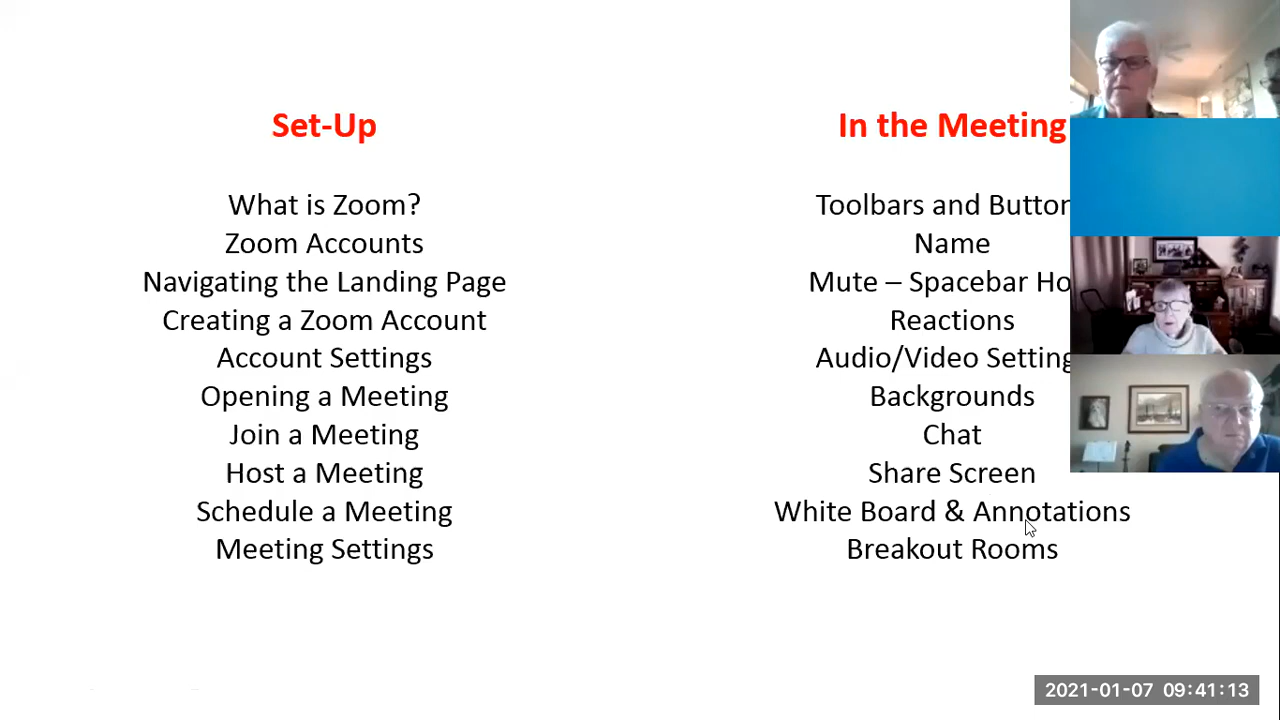 Set-Up
What is Zoom?
Zoom Accounts
Navigating the Landing Page
Creating a Zoom Account
Account Settings
Opening a Meeting
Join a Meeting
Host a Meeting
Schedule a Meeting
Meeting Settings
In the Meeting
Toolbars and Button
Name
Mute – Spacebar Ho
Reactions
Audio/Video Setting
Backgrounds
Chat
Share Screen
White Board & Annotations
Breakout Rooms
2021-01-07 09:41:13